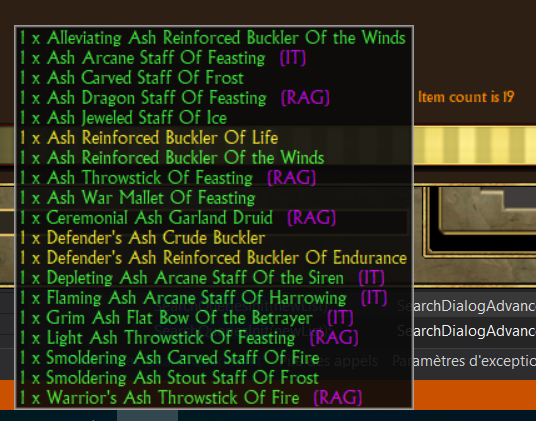 1 x Alleviating Ash Reinforced Buckler Of the Winds
1 x Ash Arcane Staff Of Feasting (IT)
1 x Ash Carved Staff Of Frost
1 x Ash Dragon Staff Of Feasting (RAG)
Item count is 19
1 x Ash Jeweled Staff Of Ice
1 x Ash Reinforced Buckler Of Life
1 x Ash Reinforced Buckler Of the Winds
1 x Ash Throwstick Of Feasting (RAG)
1 x Ash War Mallet Of Feasting
1 x Ceremonial Ash Garland Druid (RAG)
1 x Defender's Ash Crude Buckler
1 x Defender's Ash Reinforced Buckler Of Endurance
1 x Depleting Ash Arcane Staff Of the Siren (IT)
1 x Flaming Ash Arcane Staff Of Harrowing (IT)
SearchDialogAdvanc
1 x Grim Ash Flat Bow Of the Betrayer (IT)
SearchDialogAdvanc
1 x Light Ash Throwstick Of Feasting (RAG)
1 x Smoldering Ash Carved Staff Of Fire
appels Paramètres d'exceptio
1 x Smoldering Ash Stout Staff Of Frost
1 x Warrior's Ash Throwstick Of Fire (RAG)